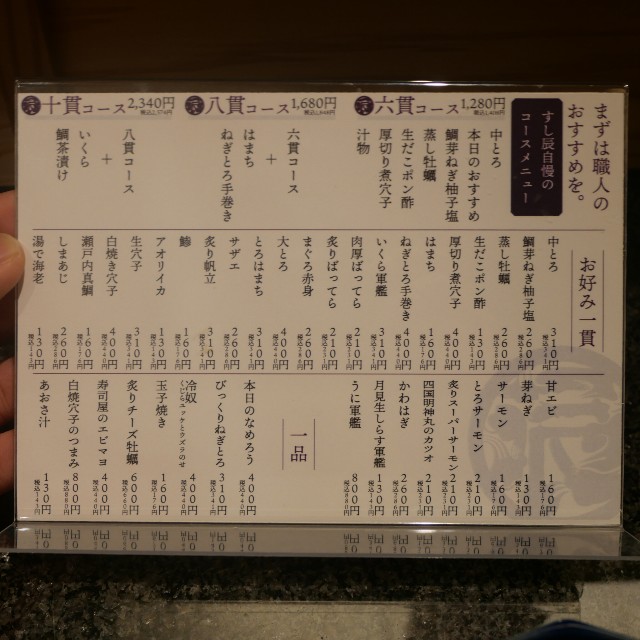 まずは職人の
おすすめを。
すし辰自慢の
コースメニュー
六貫コース 1,280円
中とろ
本日のおすすめ
鯛芽ねぎ柚子塩
蒸し牡蠣
生だこポン酢
厚切り煮穴子
汁物
八貫コース 1,680円
六貫コース
+
はまち
ねぎとろ手巻き
十貫コース 2,340円
八貫コース
+
いくら
鯛茶漬け
お好み一貫
中とろ 310円
鯛芽ねぎ柚子塩 210円
蒸し牡蠣 260円
生だこポン酢 130円
厚切り煮穴子 400円
はまち 210円
ねぎとろ手巻き 400円
いくら軍艦 310円
肉厚ばってら 210円
炙りばってら 210円
まぐろ赤身 260円
大とろ 400円
とろはまち 310円
サザエ 260円
炙り帆立 310円
鯵 160円
アオリイカ 130円
生穴子 310円
白焼き穴子 400円
瀬戸内真鯛 160円
しまあじ 260円
湯で海老 130円
甘エビ 160円
芽ねぎ 130円
サーモン 160円
とろサーモン 210円
炙りスーパーサーモン 210円
四国明神丸のカツオ 210円
かわはぎ 260円
月見生しらす軍艦 130円
うに軍艦 800円
一品
本日のなめろう 400円
びっくりねぎとろ 310円
冷奴 400円
玉子焼き 160円
炙りチーズ牡蠣 600円
寿司屋のエビマヨ 400円
白焼穴子のつまみ 800円
あおさ汁 130円